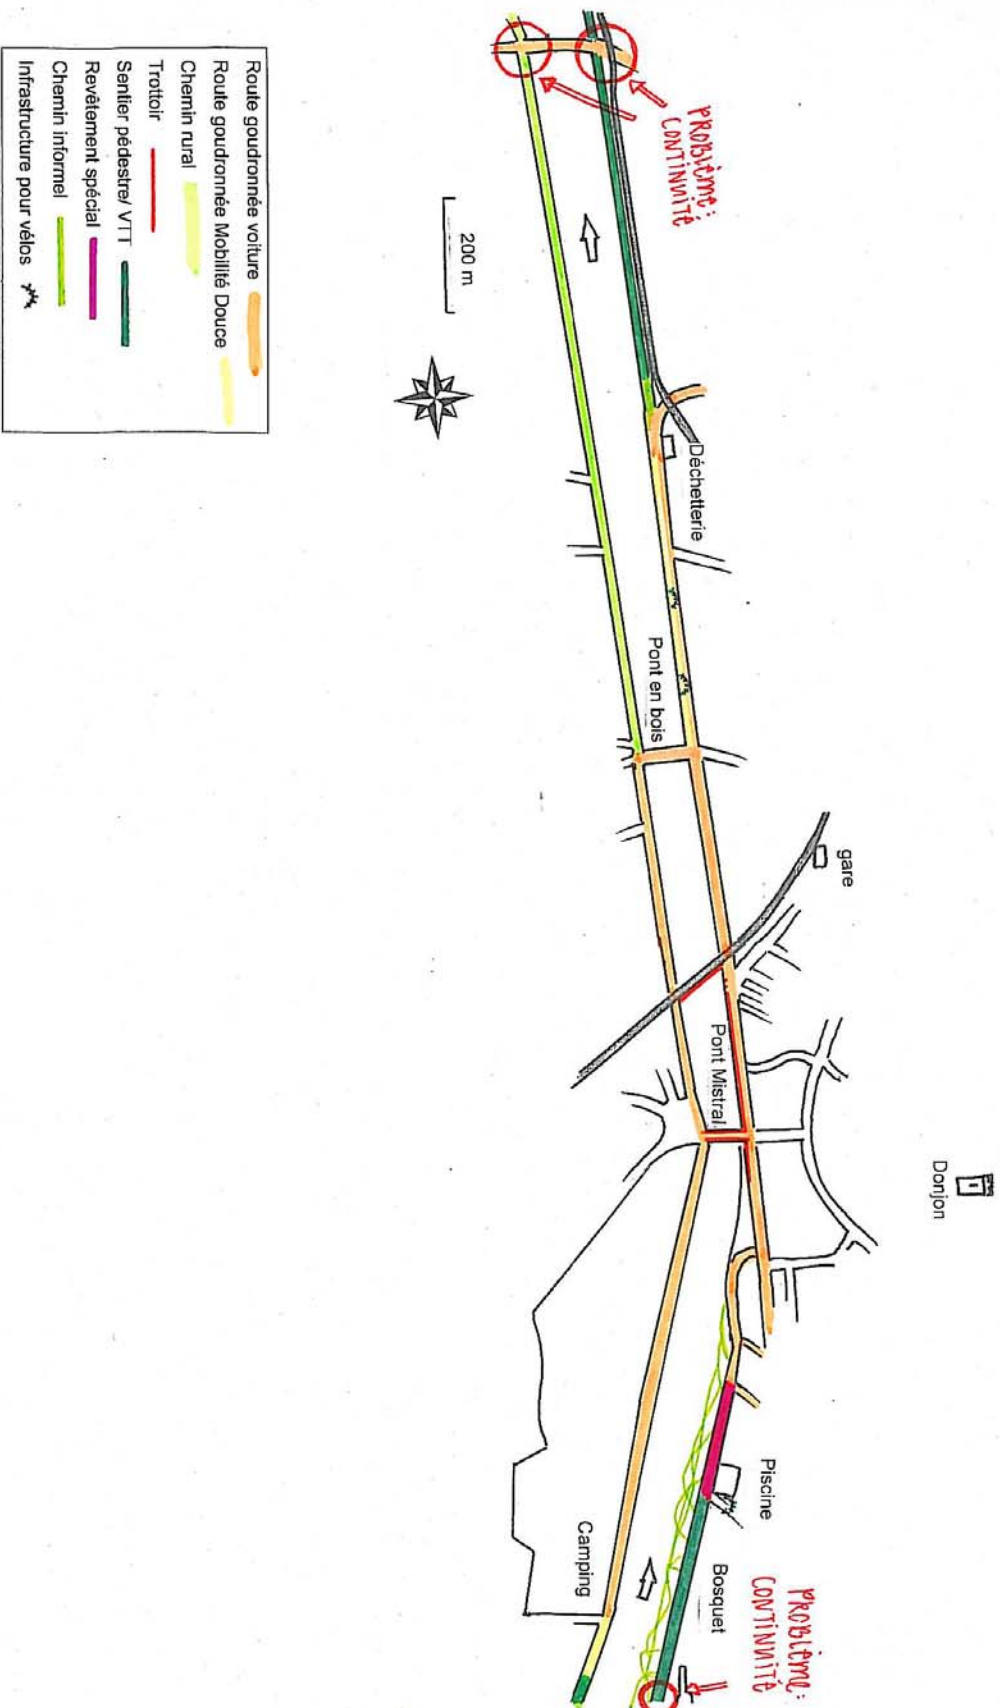 PROBLÈME:
CONTINUITÉ
200 m
Déchetterie
Pont en bois
gare
Pont Mistral
Donjon
Piscine
Bosquet
Camping
PROBLÈME:
CONTINUITÉ
Route goudronnée voiture
Route goudronnée Mobilité Douce
Chemin rural
Trottoir
Sentier pédestre/ VTT
Revêtement spécial
Chemin informel
Infrastructure pour vélos